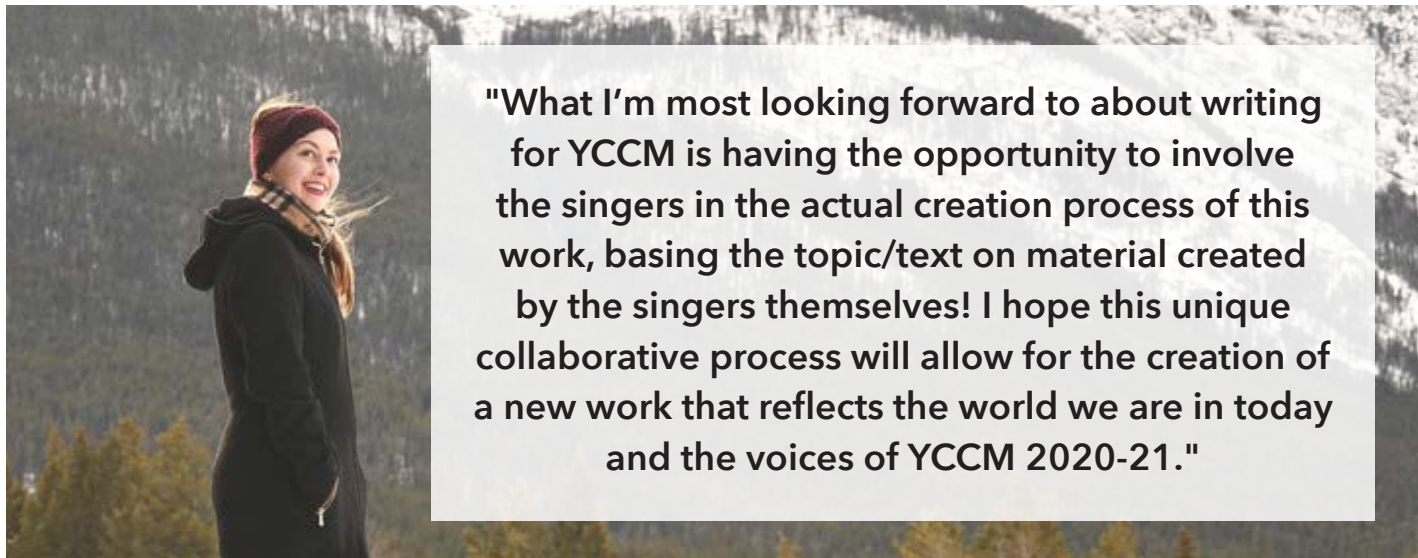 "What I'm most looking forward to about writing
for YCCM is having the opportunity to involve
the singers in the actual creation process of this
work, basing the topic/text on material created
by the singers themselves! I hope this unique
collaborative process will allow for the creation of
a new work that reflects the world we are in today
and the voices of YCCM 2020-21."